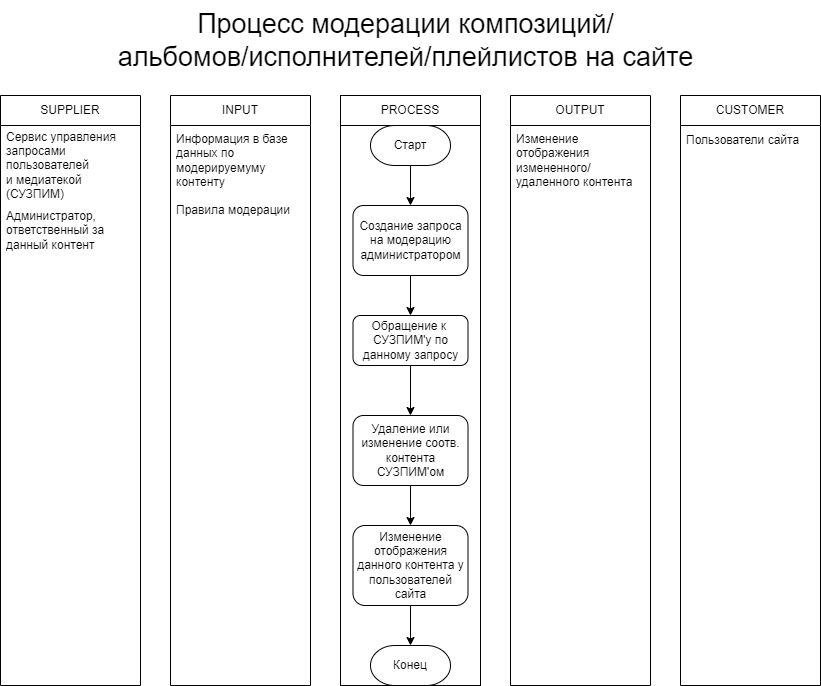 Процесс модерации композиций/
альбомов/исполнителей/плейлистов на сайте
SUPPLIER
Сервис управления
запросами
пользователей
и медиатекой
(СУЗПИМ)
Администратор,
ответственный за
данный контент
INPUT
Информация в базе
данных по
модерируемуму
контенту
Правила модерации
PROCESS
Старт
Создание запроса
на модерацию
администратором
Обращение к
СУЗПИМ'у по
данному запросу
Удаление или
изменение соотв.
контента
СУЗПИМ'ом
Изменение
отображения
данного контента у
пользователей
сайта
Конец
OUTPUT
Изменение
отображения
измененного/
удаленного контента
CUSTOMER
Пользователи сайта